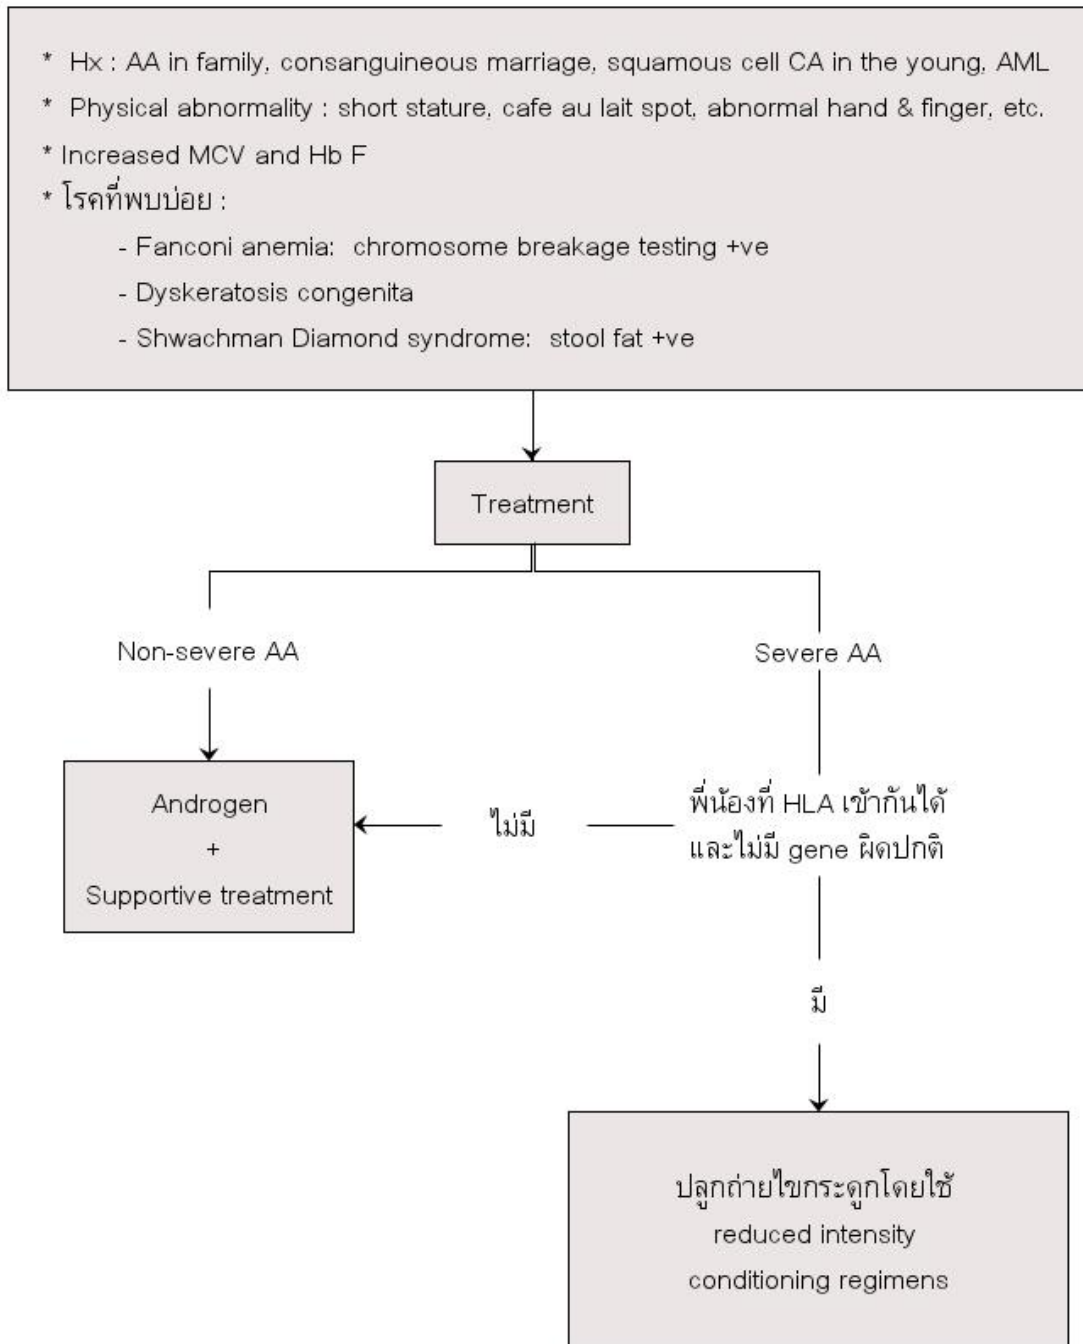 * Hx : AA in family, consanguineous marriage, squamous cell CA in the young, AML
* Physical abnormality : short stature, cafe au lait spot, abnormal hand & finger, etc.
* Increased MCV and Hb F
* โรคที่พบบ่อย :
- Fanconi anemia: chromosome breakage testing +ve
- Dyskeratosis congenita
- Shwachman Diamond syndrome: stool fat +ve
Treatment
Non-severe AA
Severe AA
Androgen
+
Supportive treatment
ไม่มี
พี่น้องที่ HLA เข้ากันได้
และไม่มี gene ผิดปกติ
มี
ปลูกถ่ายไขกระดูกโดยใช้
reduced intensity
conditioning regimens